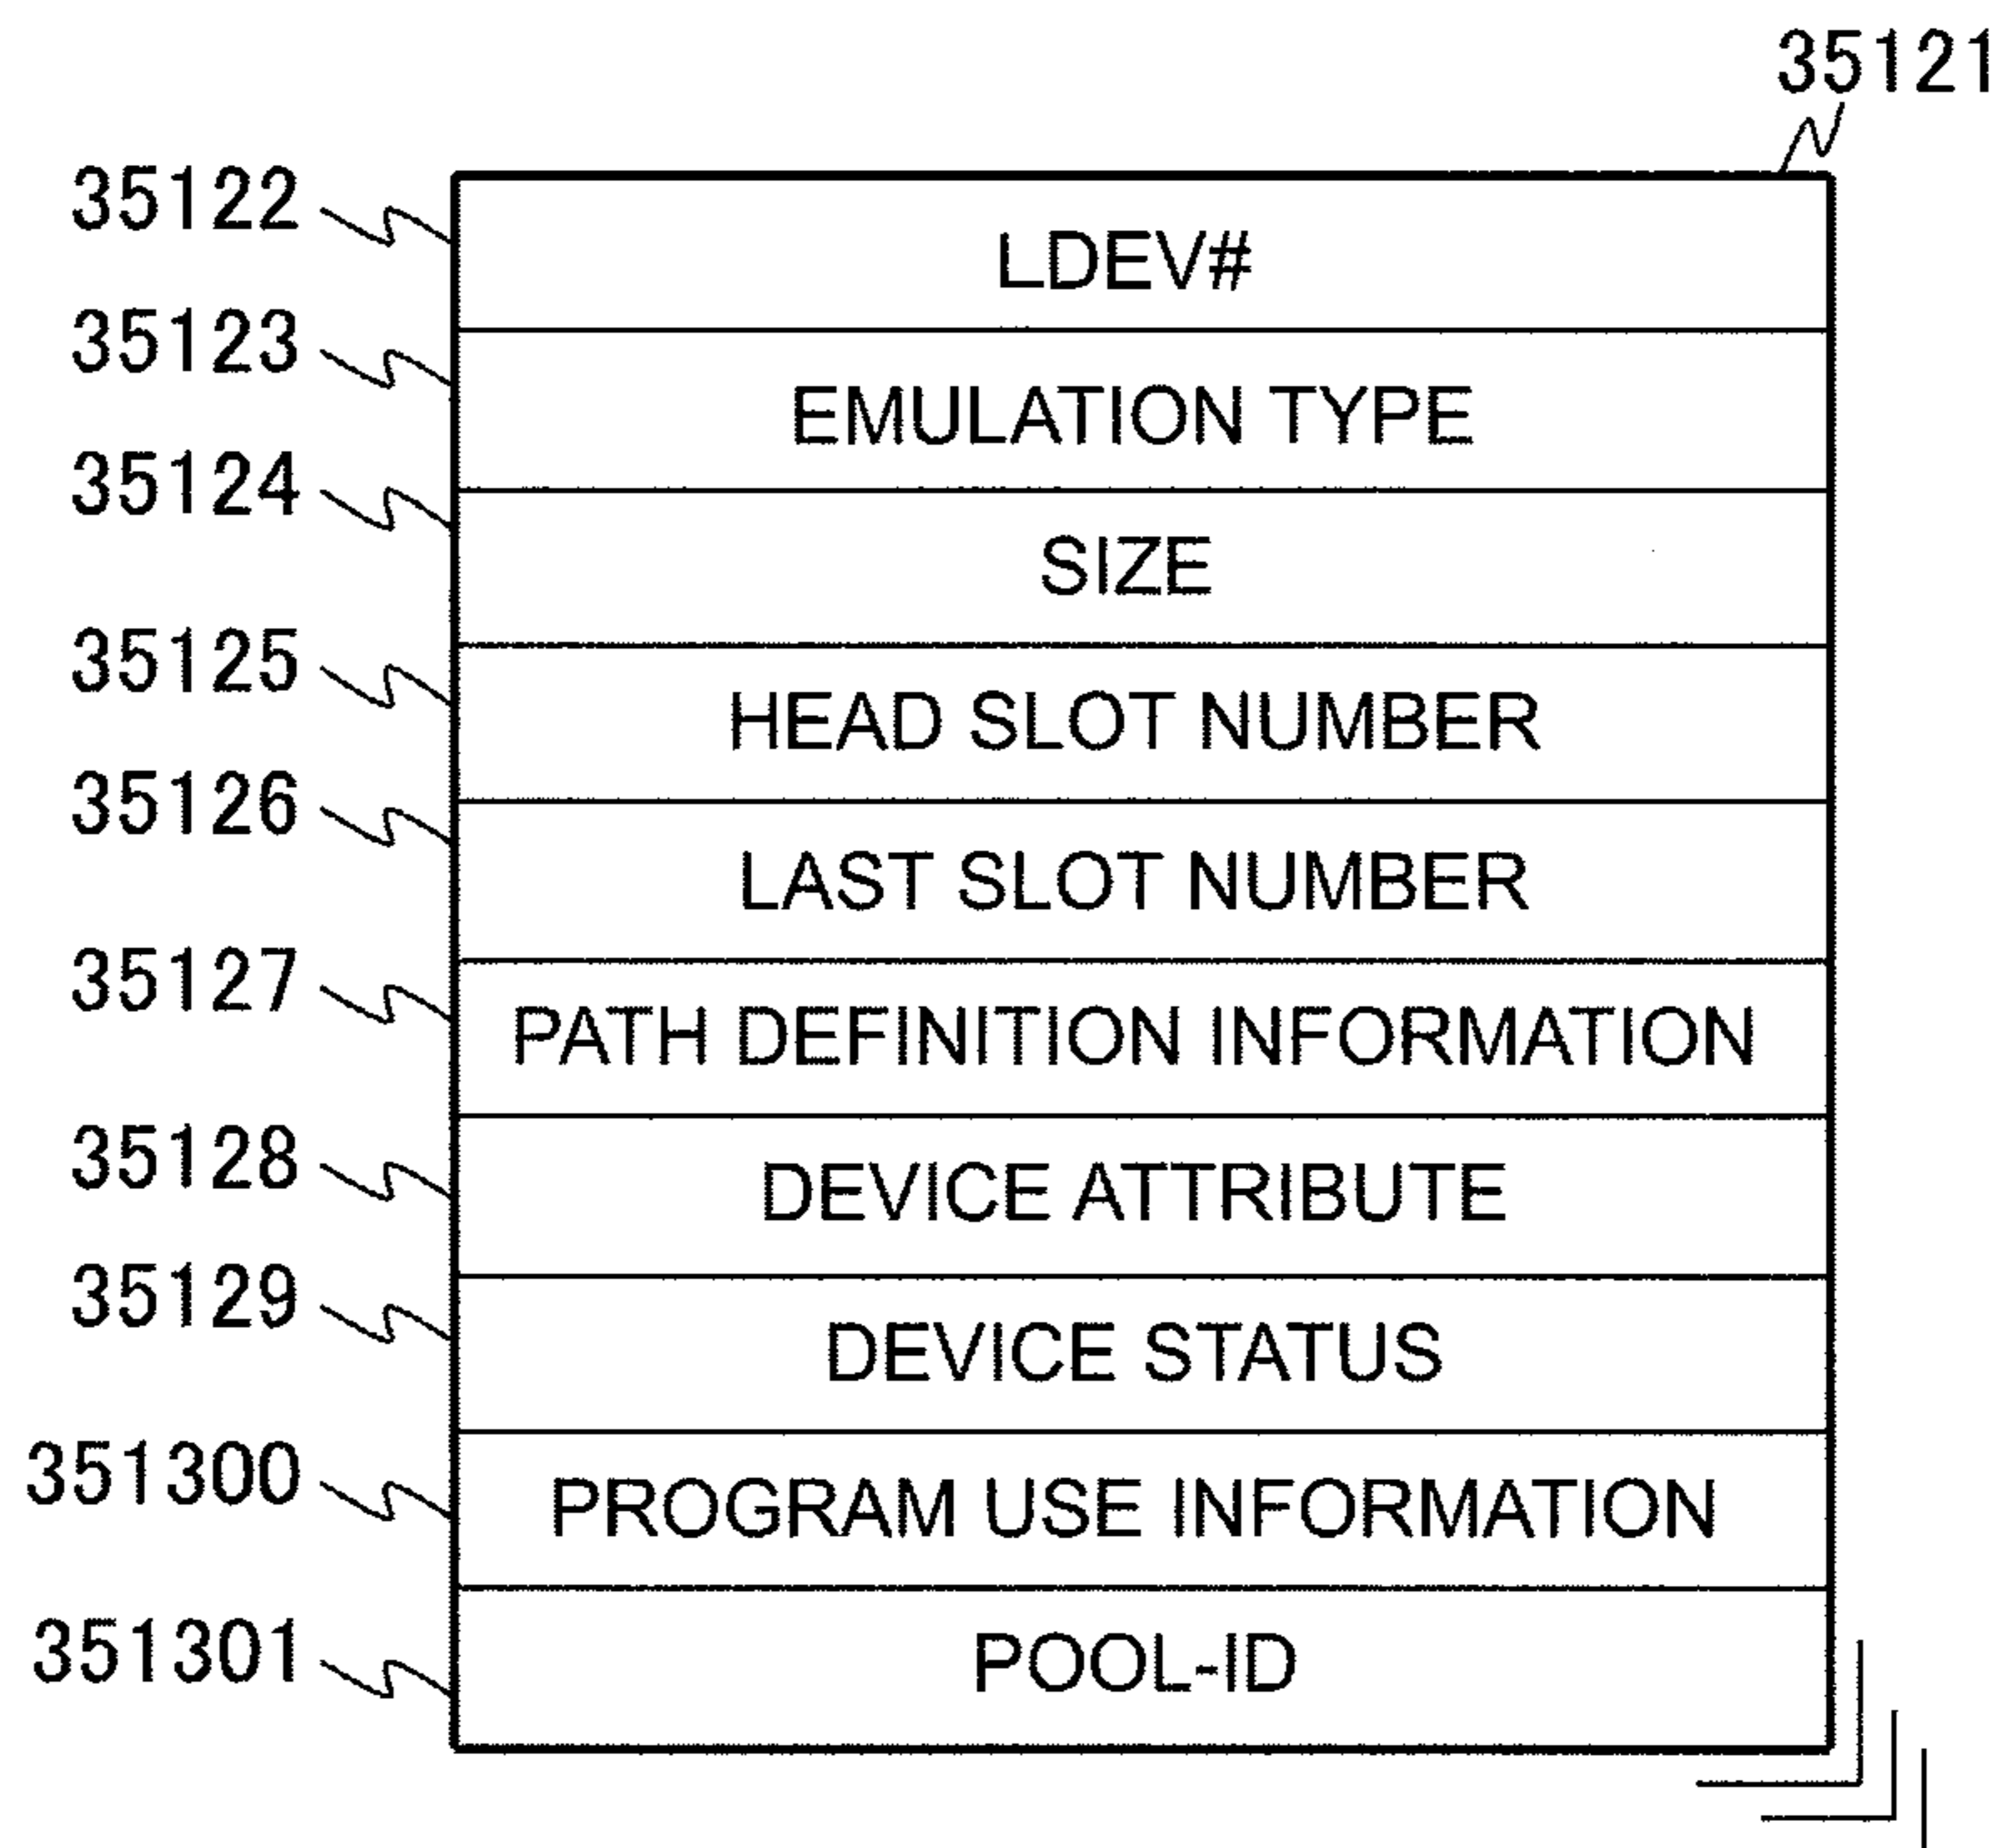 35121
35122
LDEV#
35123
EMULATION TYPE
35124
SIZE
35125
HEAD SLOT NUMBER
35126
LAST SLOT NUMBER
35127
PATH DEFINITION INFORMATION
35128
DEVICE ATTRIBUTE
35129
DEVICE STATUS
351300
PROGRAM USE INFORMATION
351301
POOL-ID